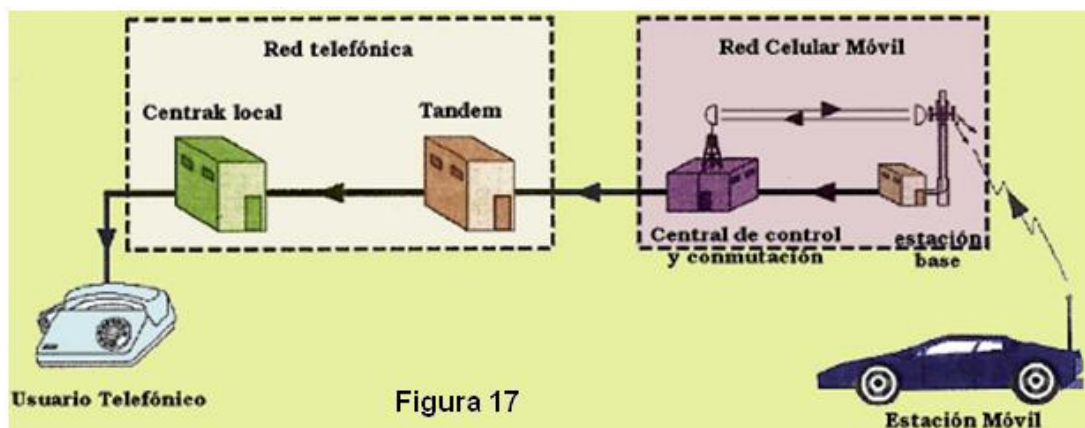 Red telefónica
Red Celular Móvil
Centrak local
Tandem
Central de control
y conmutación
estación
base
Usuario Telefónico
Figura 17
Estación Móvil